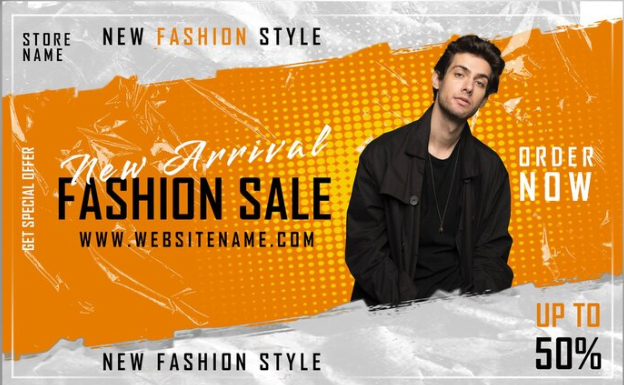 STORE
NAME
NEW FASHION STYLE
GET SPECIAL OFFER
New Arrival
FASHION SALE
WWW.WEBSITENAME.COM
ORDER
NOW
NEW FASHION STYLE
UP TO
50%